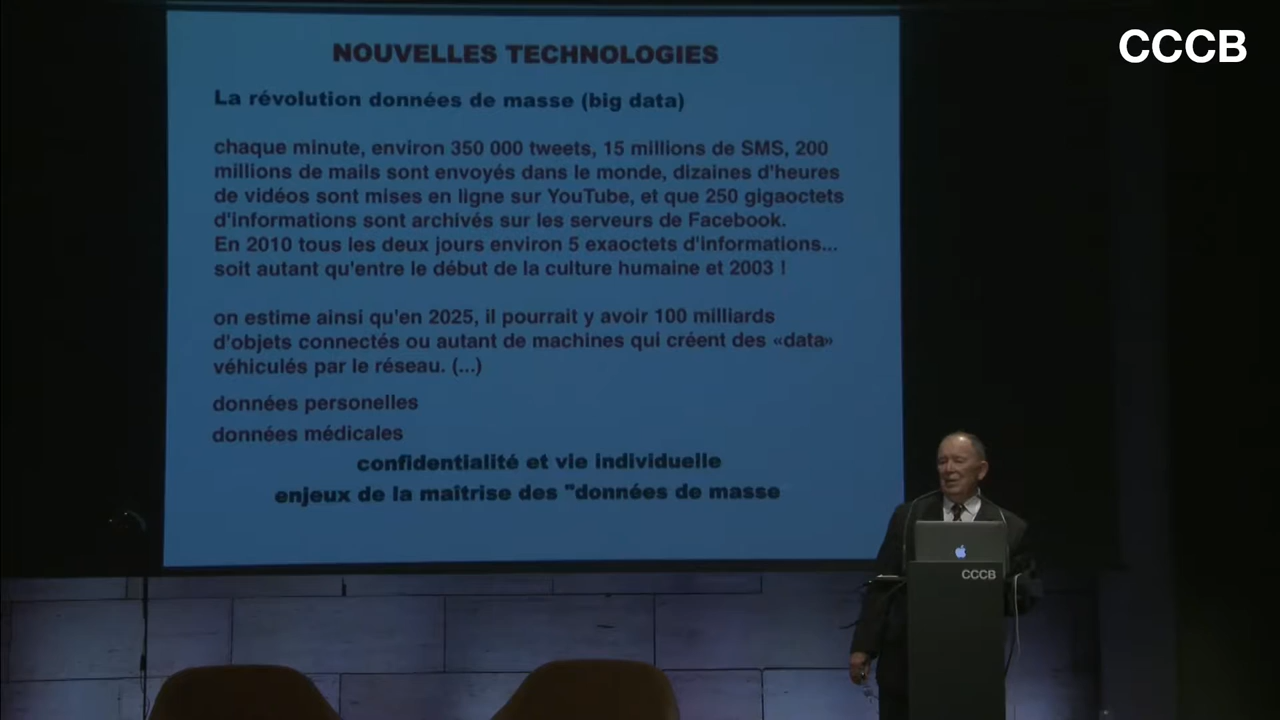 CCCB
NOUVELLES TECHNOLOGIES
La révolution données de masse (big data)
chaque minute, environ 350 000 tweets, 15 millions de SMS, 200
millions de mails sont envoyés dans le monde, dizaines d'heures
de vidéos sont mises en ligne sur YouTube, et que 250 gigaoctets
d'informations sont archivés sur les serveurs de Facebook.
En 2010 tous les deux jours environ 5 exaoctets d'informations...
soit autant qu'entre le début de la culture humaine et 2003 !
on estime ainsi qu'en 2025, il pourrait y avoir 100 milliards
d'objets connectés ou autant de machines qui créent des «data»
véhiculés par le réseau. (...)
données personelles
données médicales
confidentialité et vie individuelle
enjeux de la maîtrise des "données de masse
CCCB